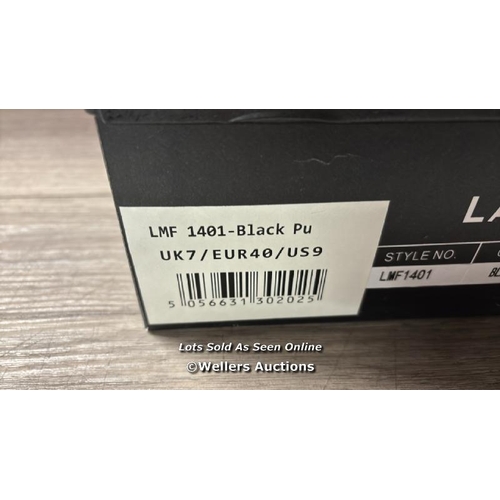 LMF 1401-Black Pu
UK7/EUR40/US9
5 056631 302025
STYLE NO.
LMF1401
Lots Sold As Seen Online
©Wellers Auctions